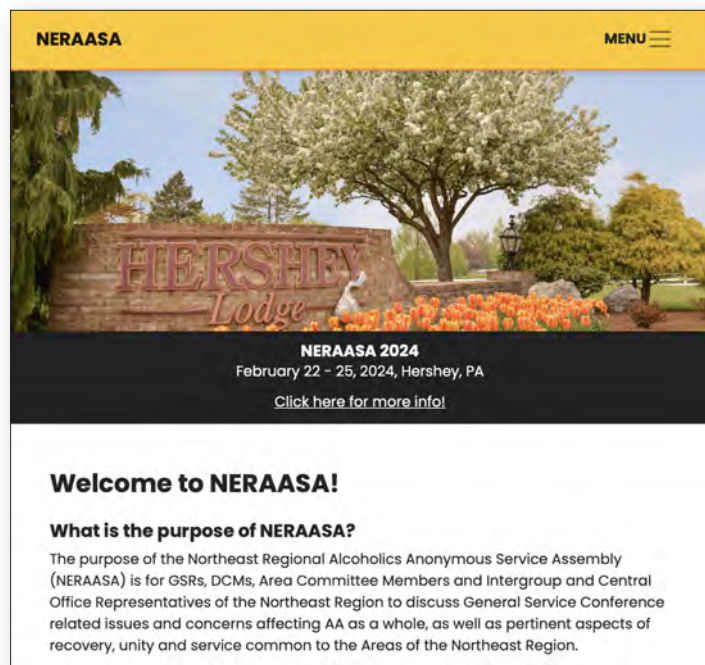 NERAASA
MENU
HERSHEY
Lodge
NERAASA 2024
February 22 - 25, 2024, Hershey, PA
Click here for more info!
Welcome to NERAASA!
What is the purpose of NERAASA?
The purpose of the Northeast Regional Alcoholics Anonymous Service Assembly
(NERAASA) is for GSRs, DCMs, Area Committee Members and Intergroup and Central
Office Representatives of the Northeast Region to discuss General Service Conference
related issues and concerns affecting AA as a whole, as well as pertinent aspects of
recovery, unity and service common to the Areas of the Northeast Region.